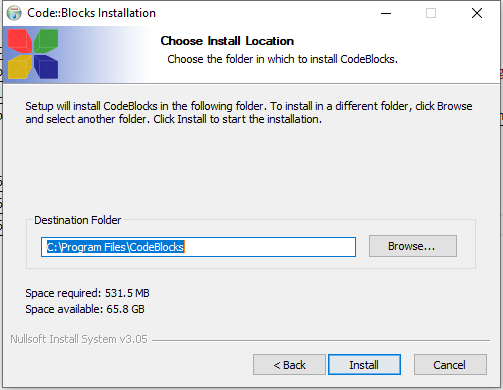 Code::Blocks Installation
Choose Install Location
Choose the folder in which to install CodeBlocks.
Setup will install CodeBlocks in the following folder. To install in a different folder, click Browse
and select another folder. Click Install to start the installation.
Destination Folder
C:\Program Files\CodeBlocks
Browse...
Space required: 531.5 MB
Space available: 65.8 GB
Nullsoft Install System v3.05
< Back
Install
Cancel